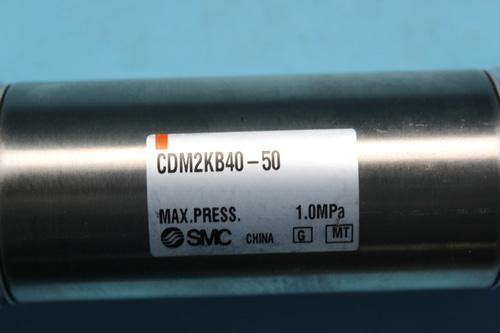 CDM2KB40-50
MAX.PRESS. 1.0MPa
SMC CHINA G MT